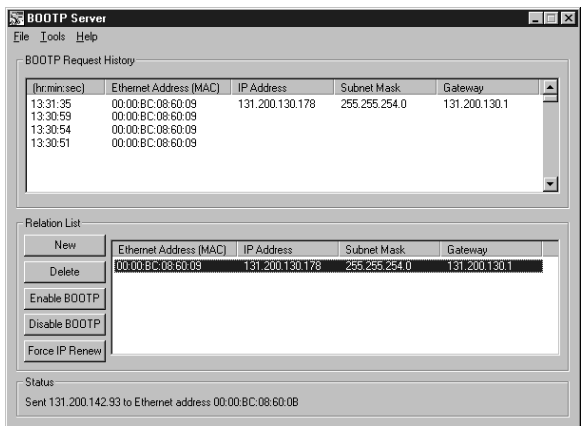 BOOTP Server
File Tools Help
BOOTP Request History
(hr:min:sec) Ethernet Address (MAC) IP Address Subnet Mask Gateway
13:31:35 00:00:BC:08:60:09 131.200.130.178 255.255.254.0 131.200.130.1
13:30:59 00:00:BC:08:60:09
13:30:54 00:00:BC:08:60:09
13:30:51 00:00:BC:08:60:09
Relation List
New
Delete
Enable BOOTP
Disable BOOTP
Force IP Renew
Ethernet Address (MAC) IP Address Subnet Mask Gateway
00:00:BC:08:60:09 131.200.130.178 255.255.254.0 131.200.130.1
Status
Sent 131.200.142.93 to Ethernet address 00:00:BC:08:60:0B